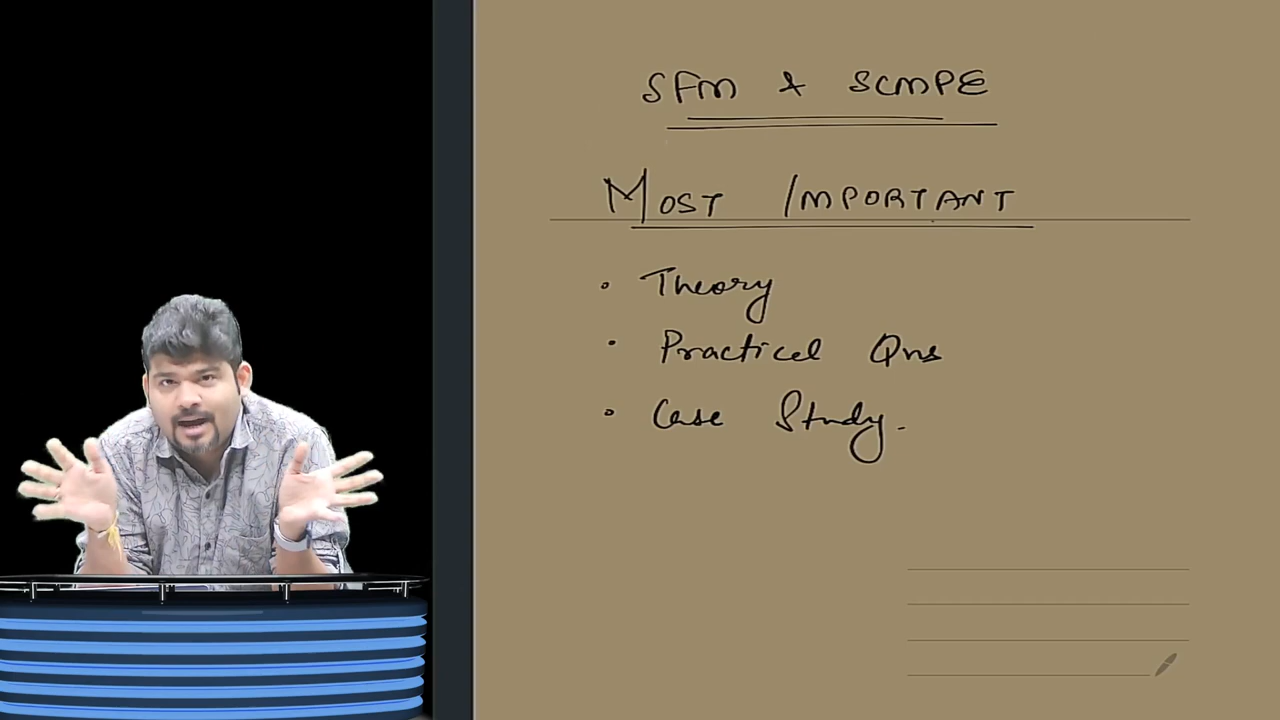 SFM & SCMPE
MOST IMPORTANT
• Theory
• Practical Qns
• Case Study.